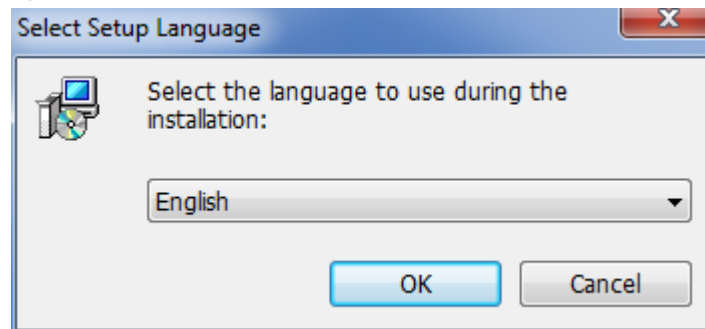 Select Setup Language
Select the language to use during the
installation:
English
OK
Cancel